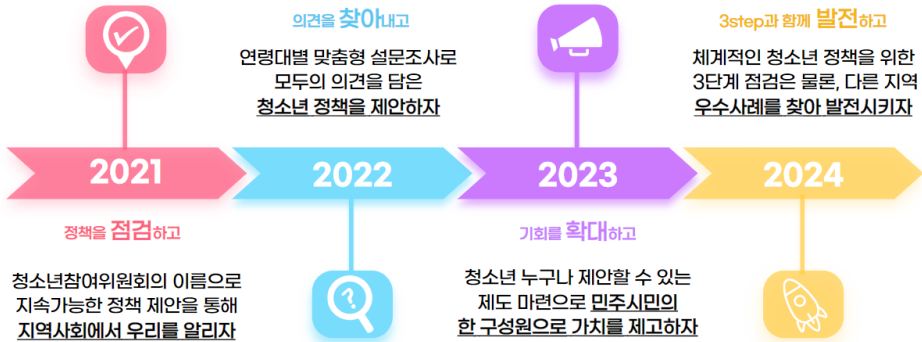 의견을 찾아내고
연령대별 맞춤형 설문조사로
모두의 의견을 담은
청소년 정책을 제안하자
3step과 함께 발전하고
체계적인 청소년 정책을 위한
3단계 점검은 물론, 다른 지역
우수사례를 찾아 발전시키자
2021
2022
2023
2024
정책을 점검하고
청소년참여위원회의 이름으로
지속가능한 정책 제안을 통해
지역사회에서 우리를 알리자
?
기회를 확대하고
청소년 누구나 제안할 수 있는
제도 마련으로 민주시민의
한 구성원으로 가치를 제고하자